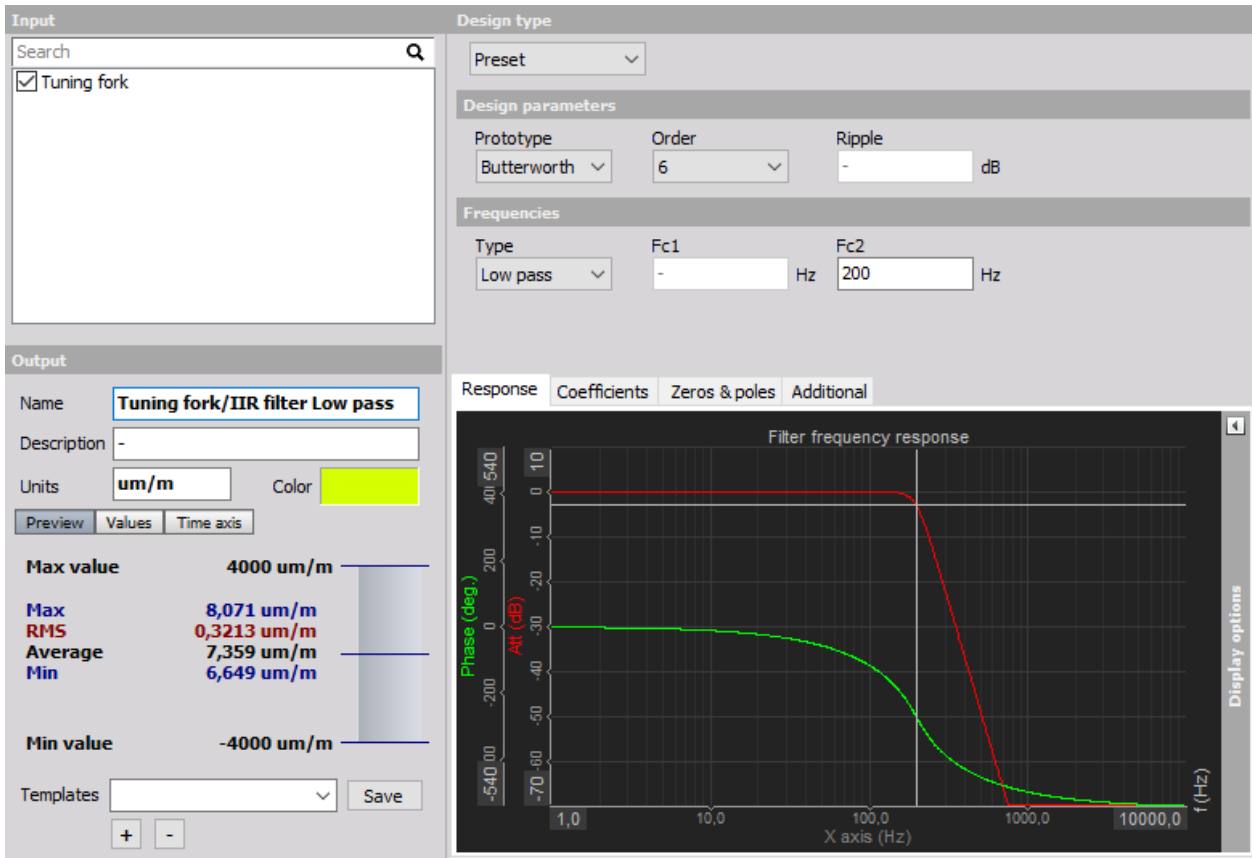 Input
Search
Tuning fork
Output
Name Tuning fork/IIR filter Low pass
Description -
Units um/m Color
Preview Values Time axis
Max value 4000 um/m
Max 8,071 um/m
RMS 0,3213 um/m
Average 7,359 um/m
Min 6,649 um/m
Min value -4000 um/m
Templates Save
+ -
Design type
Preset
Design parameters
Prototype Order Ripple
Butterworth 6 - dB
Frequencies
Type Fc1 Fc2
Low pass - Hz 200 Hz
Response Coefficients Zeros & poles Additional
Filter frequency response
Phase (deg.)
540
200
0
-200
-540
Att (dB)
10
0
-10
-20
-30
-40
-50
-60
-70
1,0 10,0 100,0 1000,0 10000,0
X axis (Hz)
f (Hz)
Display options